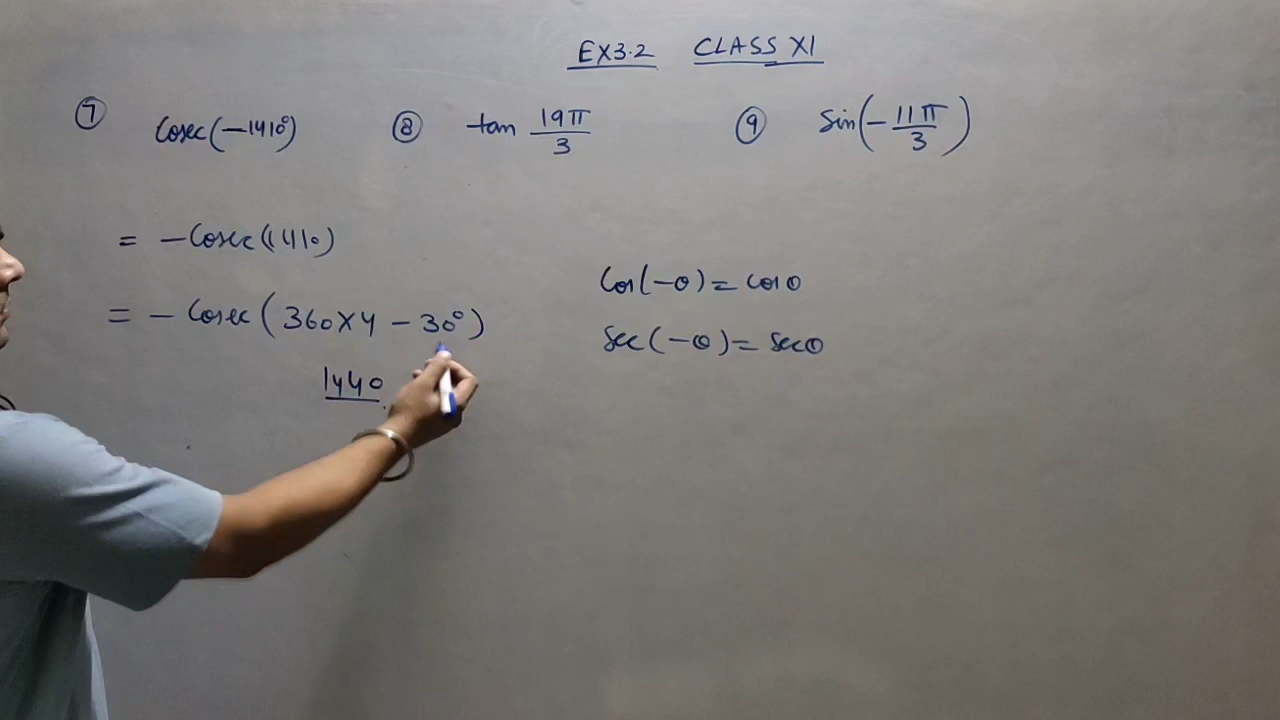 EX3.2 CLASS XI
⑦ Cosec(-1410°) ⑧ tan 19π/3 ⑨ Sin(-11π/3)
= -Cosec(1410)
Cos(-θ) = Cosθ
= - Cosec(360X4 - 30°)
Sec(-θ) = Secθ
1440